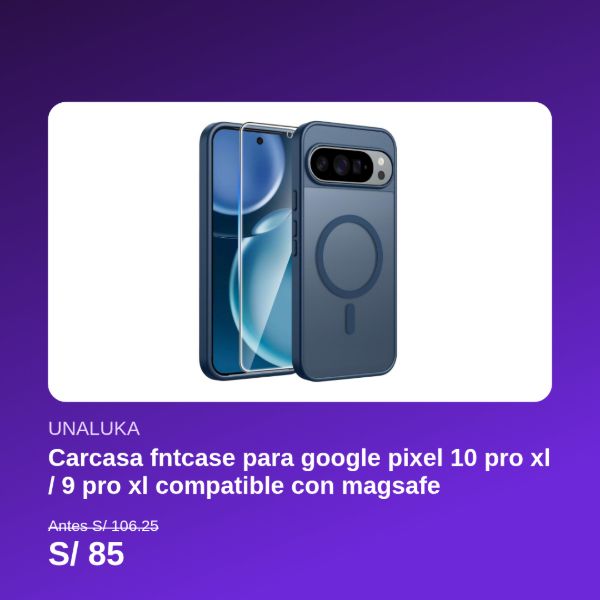 UNALUKA
Carcasa fntcase para google pixel 10 pro xl
/ 9 pro xl compatible con magsafe
Antes S/ 106.25
S/ 85